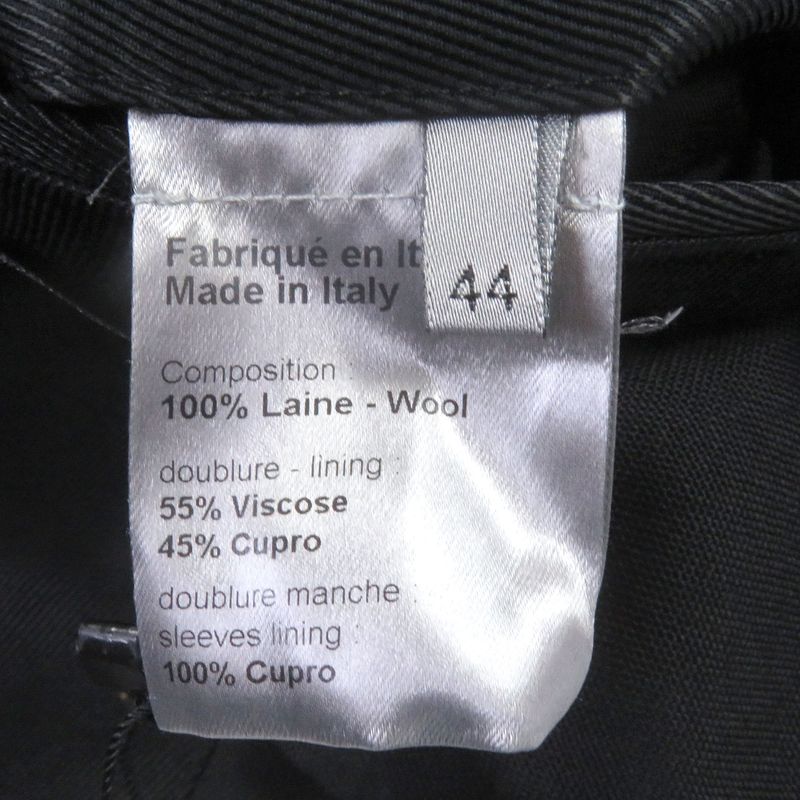 Fabriqué en It
Made in Italy
44
Composition :
100% Laine - Wool
doublure - lining :
55% Viscose
45% Cupro
doublure manche :
sleeves lining :
100% Cupro